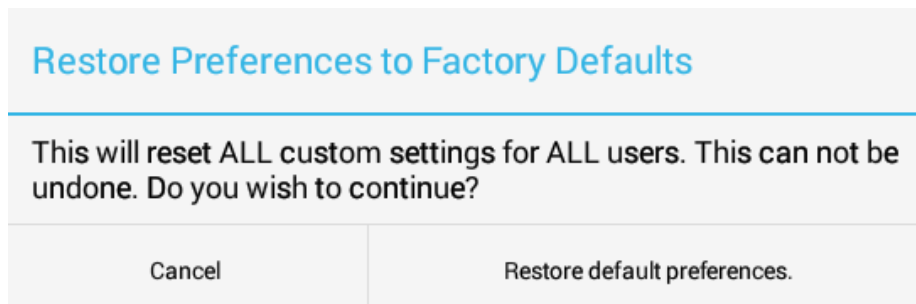 Restore Preferences to Factory Defaults
This will reset ALL custom settings for ALL users. This can not be
undone. Do you wish to continue?
Cancel
Restore default preferences.